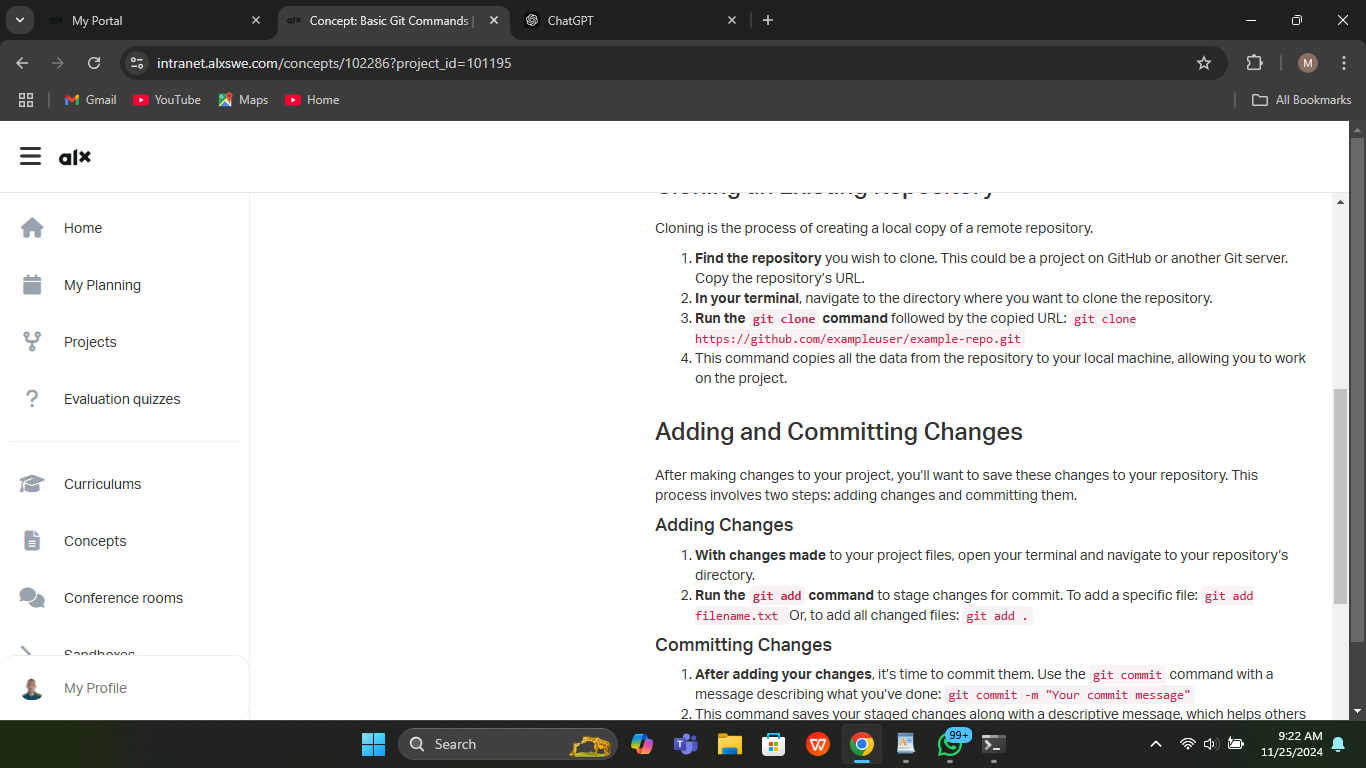 My Portal
Concept: Basic Git Commands |
ChatGPT
intranet.alxswe.com/concepts/102286?project_id=101195
M
Gmail
YouTube
Maps
Home
All Bookmarks
alx
Home
My Planning
Projects
Evaluation quizzes
Curriculums
Concepts
Conference rooms
Sandboxes
My Profile
Cloning an Existing Repository
Cloning is the process of creating a local copy of a remote repository.
1. Find the repository you wish to clone. This could be a project on GitHub or another Git server.
Copy the repository's URL.
2. In your terminal, navigate to the directory where you want to clone the repository.
3. Run the git clone command followed by the copied URL: git clone
https://github.com/exampleuser/example-repo.git
4. This command copies all the data from the repository to your local machine, allowing you to work
on the project.
Adding and Committing Changes
After making changes to your project, you'll want to save these changes to your repository. This
process involves two steps: adding changes and committing them.
Adding Changes
1. With changes made to your project files, open your terminal and navigate to your repository's
directory.
2. Run the git add command to stage changes for commit. To add a specific file: git add
filename.txt Or, to add all changed files: git add .
Committing Changes
1. After adding your changes, it's time to commit them. Use the git commit command with a
message describing what you've done: git commit -m "Your commit message"
2. This command saves your staged changes along with a descriptive message, which helps others
Search
99+
9:22 AM
11/25/2024